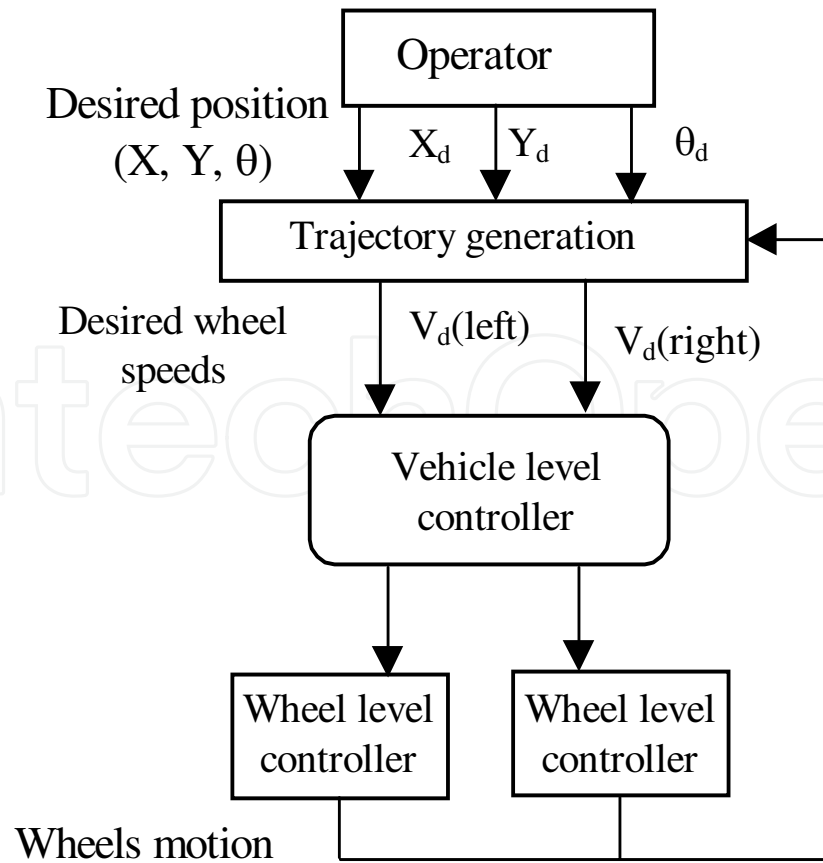 Operator
Desired position
(X, Y, θ)
X_d
Y_d
θ_d
Trajectory generation
Desired wheel
speeds
V_d(left)
V_d(right)
Vehicle level
controller
Wheel level
controller
Wheel level
controller
Wheels motion